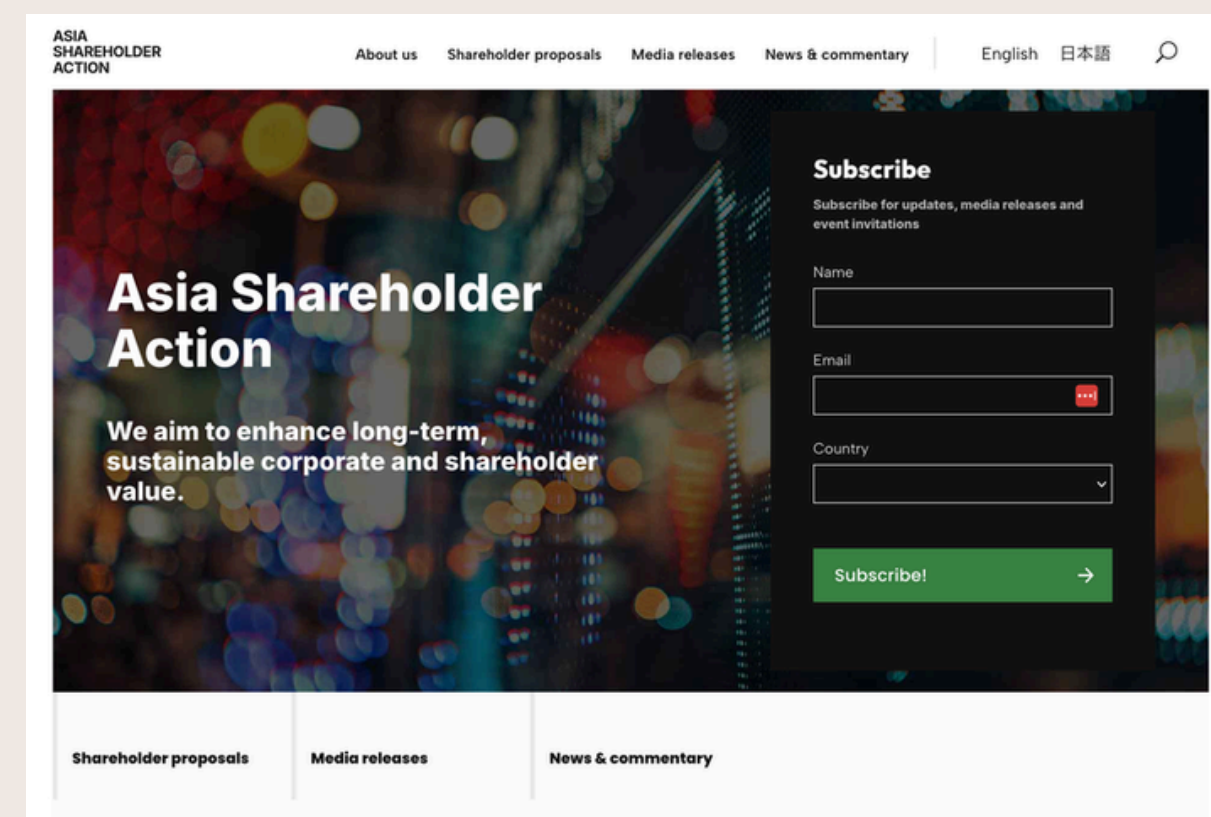 ASIA
SHAREHOLDER
ACTION
About us
Shareholder proposals
Media releases
News & commentary
English
日本語
Asia Shareholder
Action
We aim to enhance long-term,
sustainable corporate and shareholder
value.
Subscribe
Subscribe for updates, media releases and
event invitations
Name
Email
Country
Subscribe!
Shareholder proposals
Media releases
News & commentary